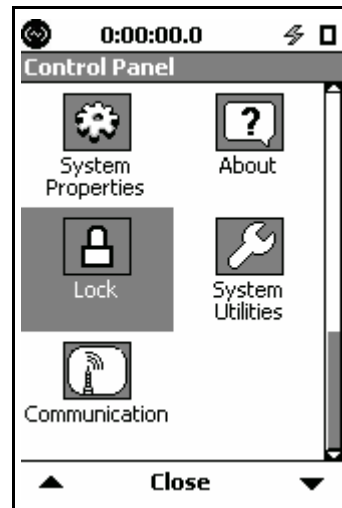 0:00:00.0
Control Panel
?
System
Properties
About
Lock
System
Utilities
Communication
Close